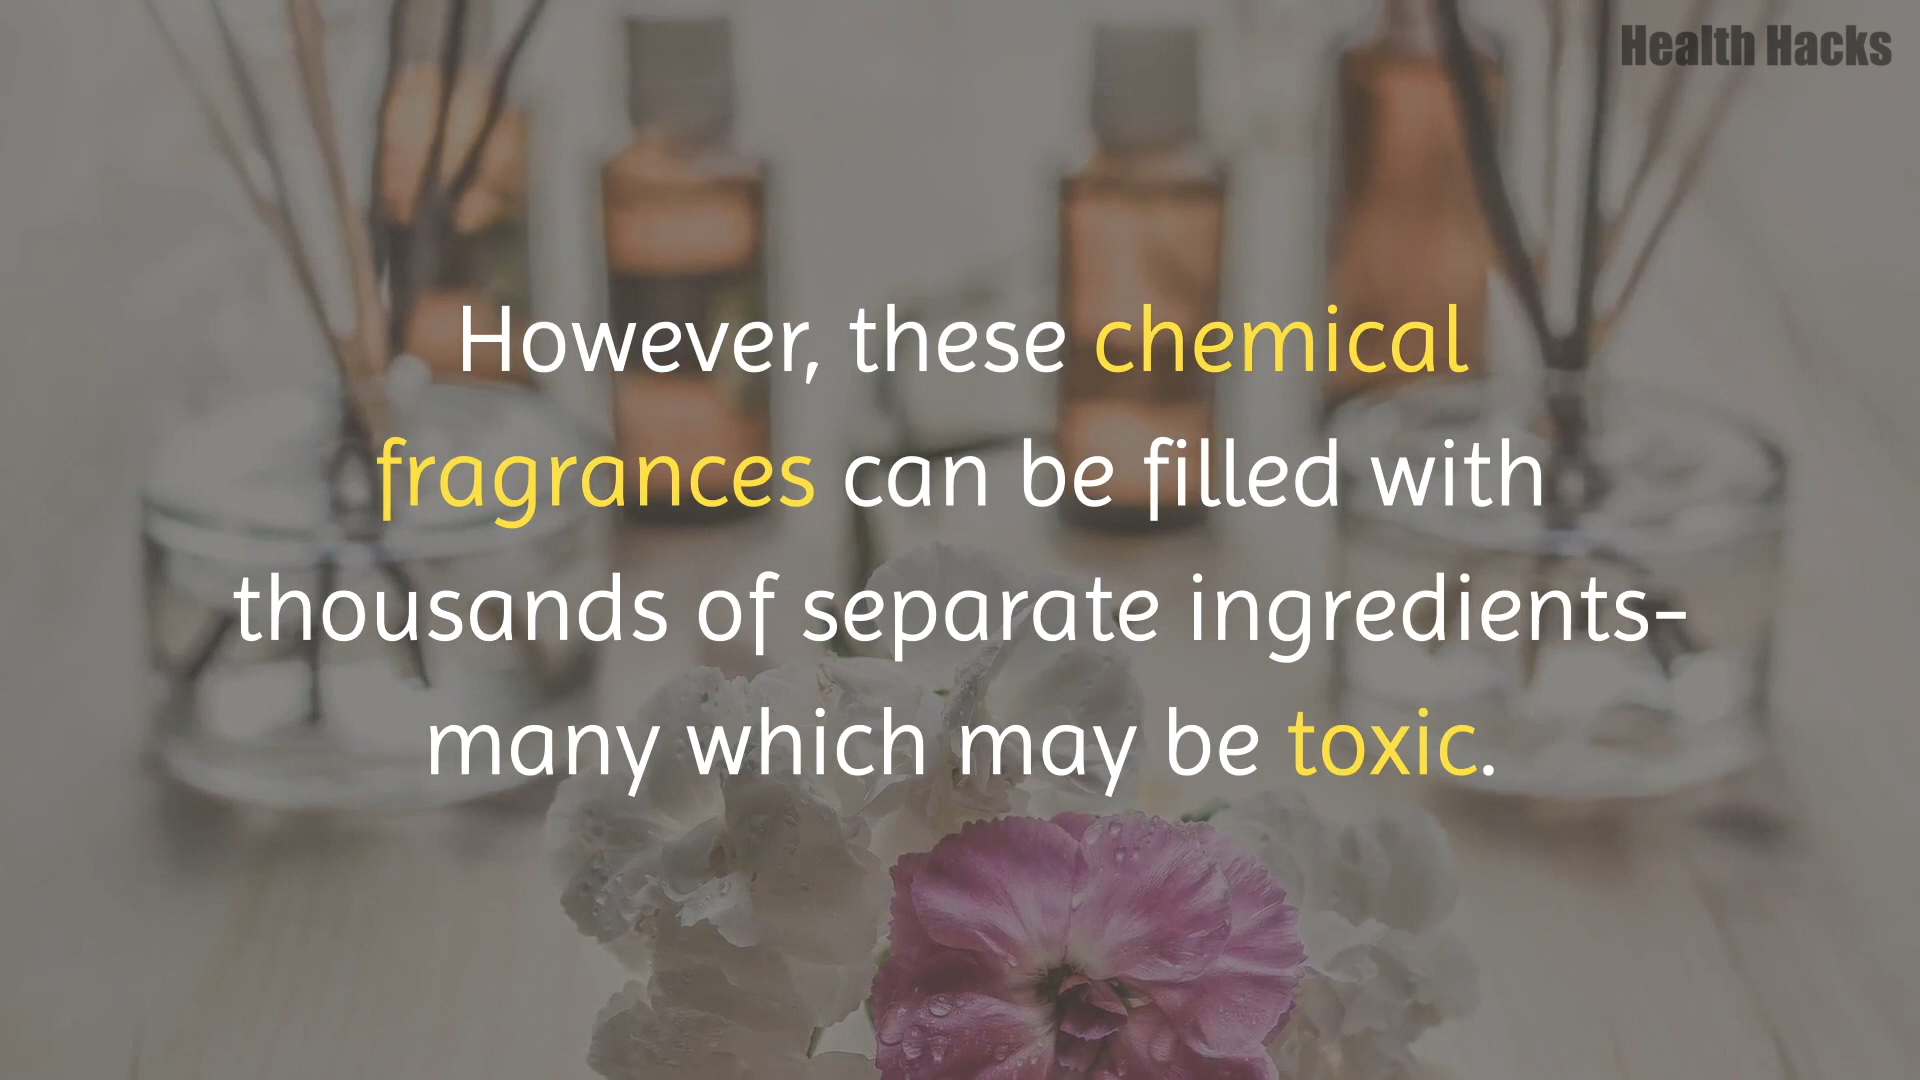 Health Hacks
However, these chemical
fragrances can be filled with
thousands of separate ingredients-
many which may be toxic.